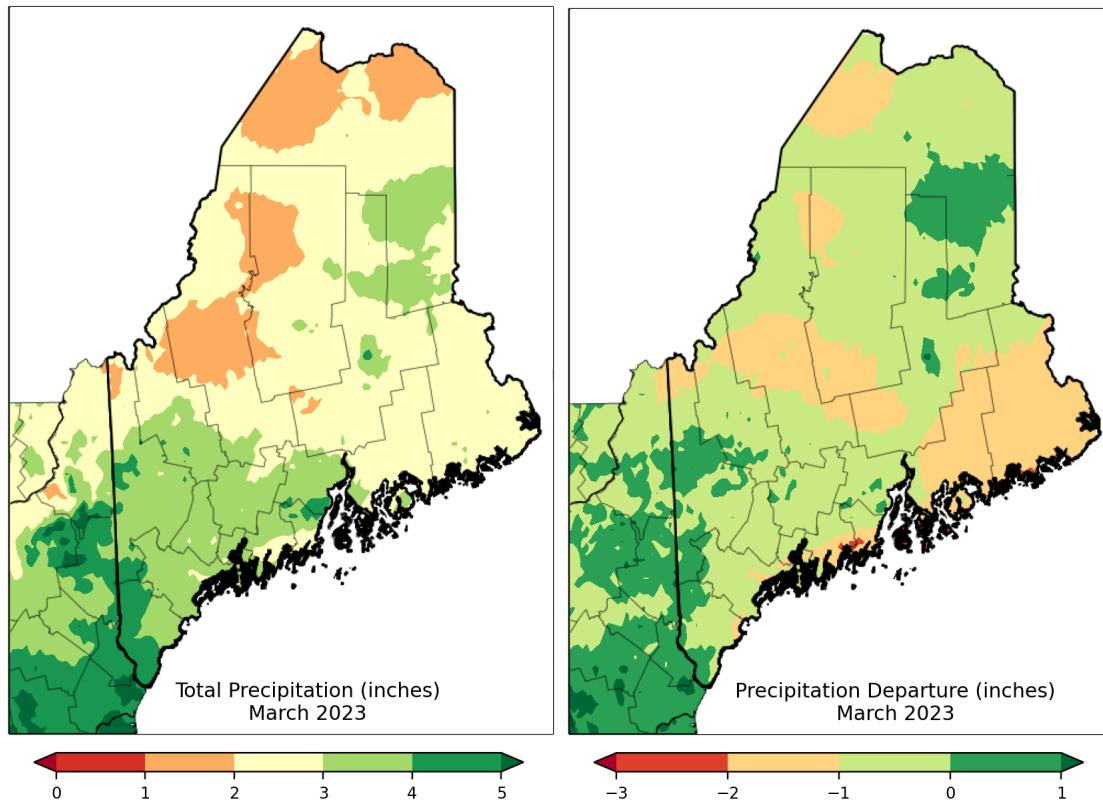 Total Precipitation (inches)
March 2023
0 1 2 3 4 5
Precipitation Departure (inches)
March 2023
−3 −2 −1 0 1